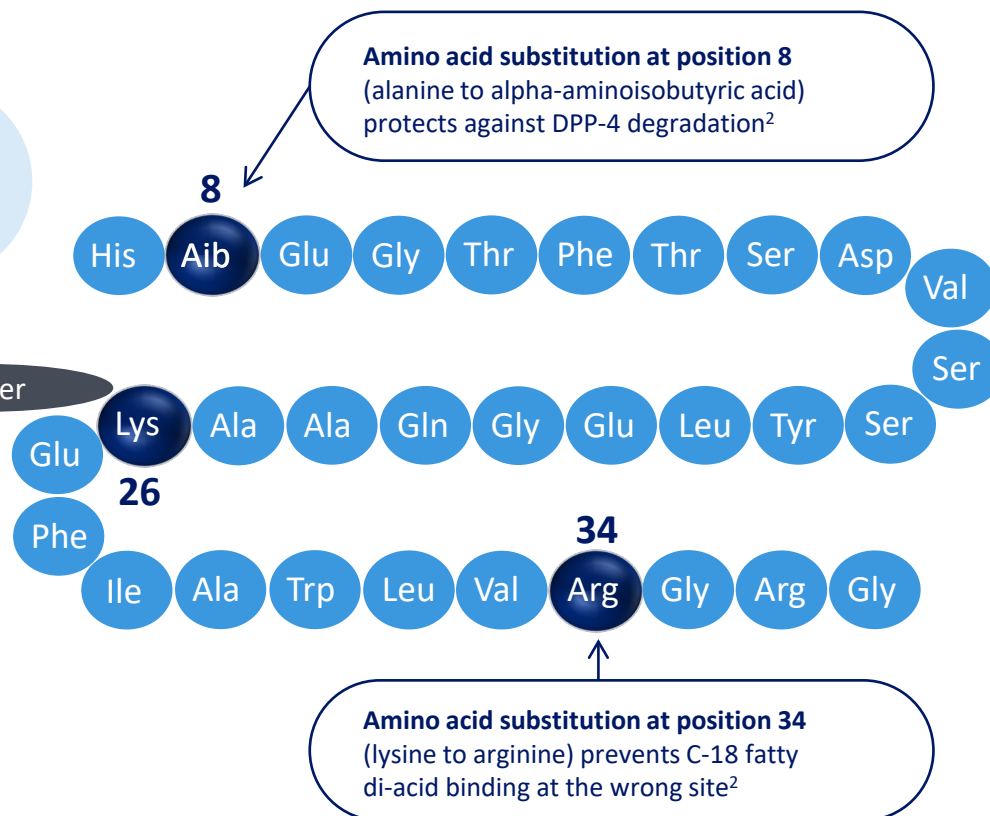 Amino acid substitution at position 8
(alanine to alpha-aminoisobutyric acid)
protects against DPP-4 degradation²
8
His Aib Glu Gly Thr Phe Thr Ser Asp
Val
Ser
er
Lys Ala Ala Gln Gly Glu Leu Tyr Ser
Glu
26
Phe
34
Ile Ala Trp Leu Val Arg Gly Arg Gly
Amino acid substitution at position 34
(lysine to arginine) prevents C-18 fatty
di-acid binding at the wrong site²